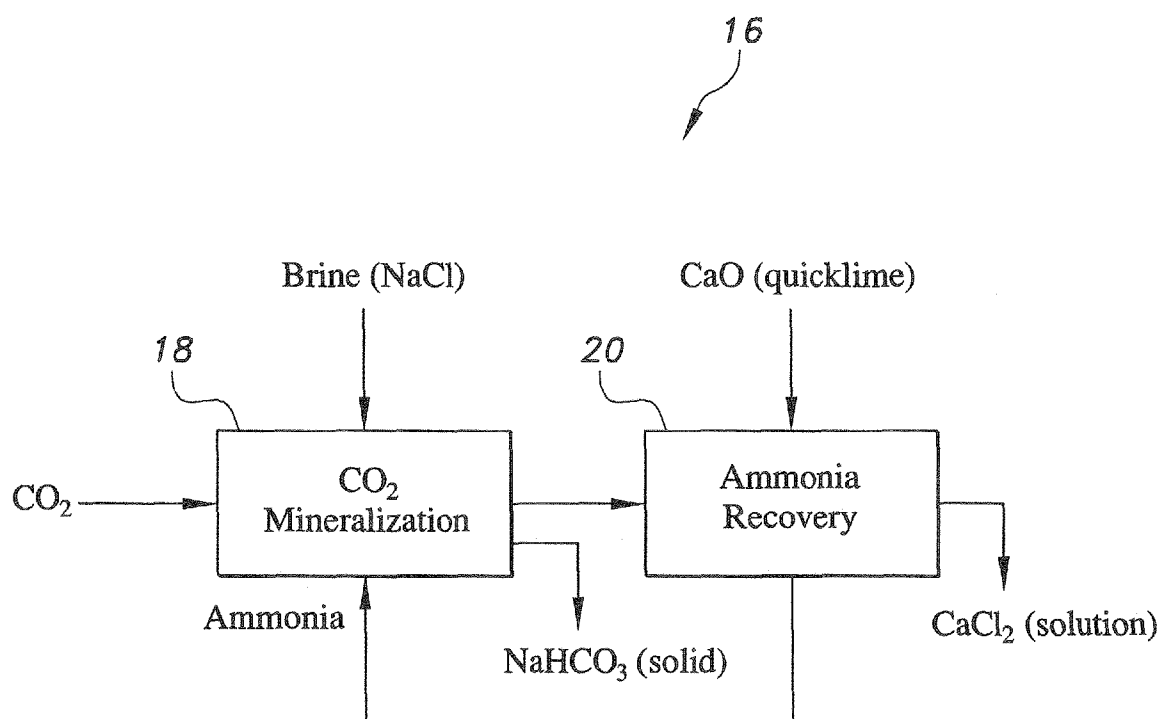 16
Brine (NaCl)
CaO (quicklime)
18
20
CO₂
CO₂
Mineralization
Ammonia
Recovery
Ammonia
NaHCO₃ (solid)
CaCl₂ (solution)